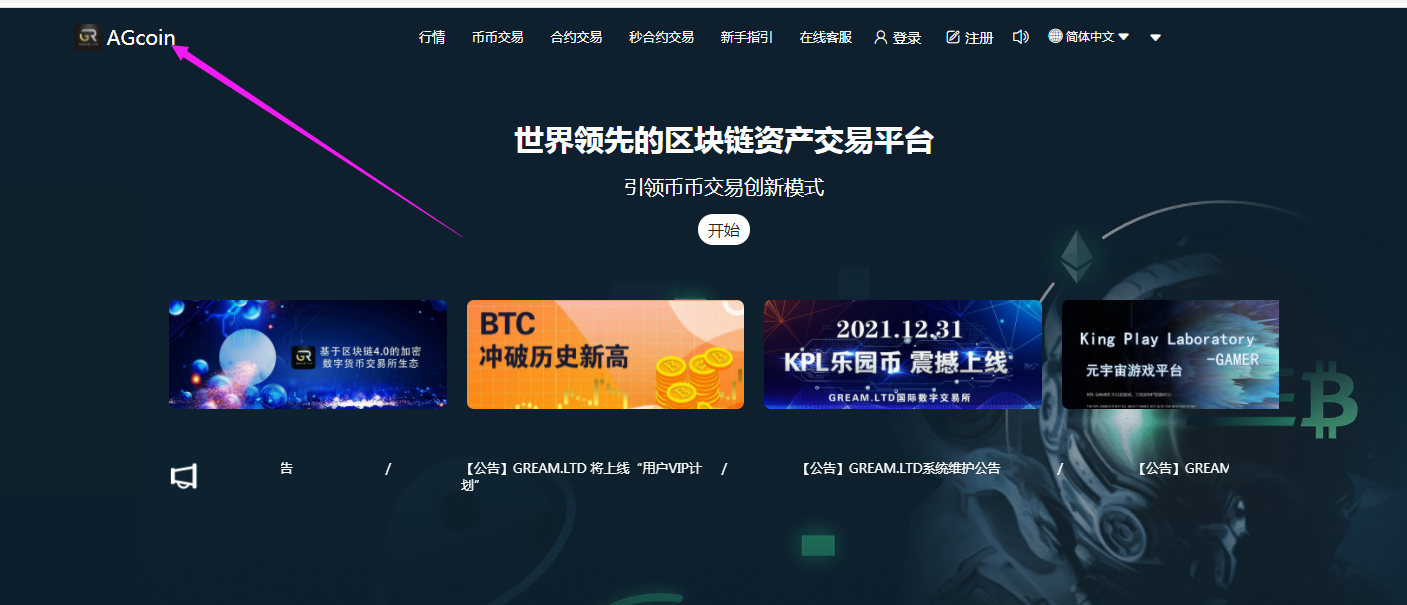 GR AGcoin 行情 币币交易 合约交易 秒合约交易 新手指引 在线客服 登录 注册 简体中文
世界领先的区块链资产交易平台
引领币币交易创新模式
开始
GR 基于区块链4.0的加密
数字货币交易所生态
BTC
冲破历史新高
2021.12.31
KPL乐园币 震撼上线
GREAM.LTD国际数字交易所
King Play Laboratory
-GAMER
元宇宙游戏平台
告 / 【公告】GREAM.LTD 将上线“用户VIP计 / 【公告】GREAM.LTD系统维护公告 / 【公告】GREAM
划”